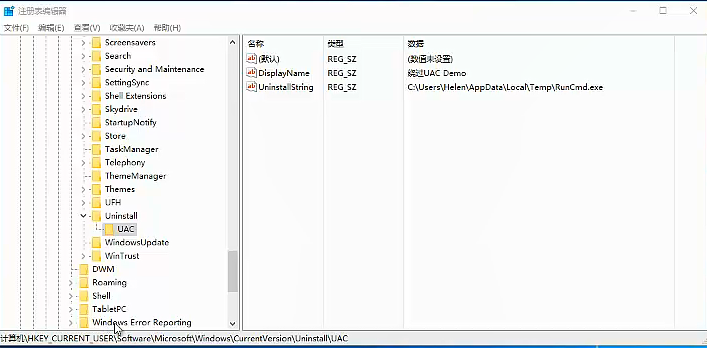 注册表编辑器
文件(F) 编辑(E) 查看(V) 收藏夹(A) 帮助(H)
Screensavers
Search
Security and Maintenance
SettingSync
Shell Extensions
Skydrive
StartupNotify
Store
TaskManager
Telephony
ThemeManager
Themes
UFH
Uninstall
UAC
WindowsUpdate
WinTrust
DWM
Roaming
Shell
TabletPC
Windows Error Reporting
名称 类型 数据
(默认) REG_SZ (数值未设置)
DisplayName REG_SZ 绕过UAC Demo
UninstallString REG_SZ C:\Users\Helen\AppData\Local\Temp\RunCmd.exe
计算机\HKEY_CURRENT_USER\Software\Microsoft\Windows\CurrentVersion\Uninstall\UAC